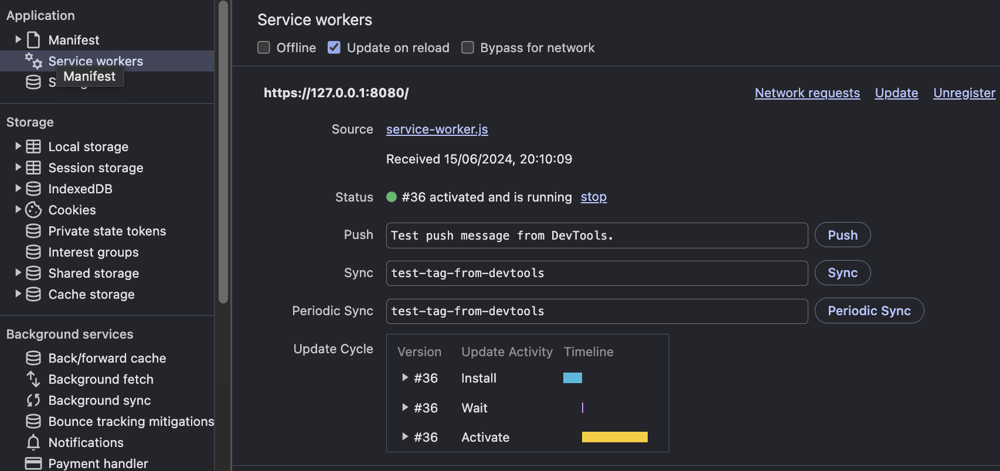 Application
Manifest
Service workers
Manifest
Storage
Local storage
Session storage
IndexedDB
Cookies
Private state tokens
Interest groups
Shared storage
Cache storage
Background services
Back/forward cache
Background fetch
Background sync
Bounce tracking mitigations
Notifications
Payment handler
Service workers
Offline Update on reload Bypass for network
https://127.0.0.1:8080/ Network requests Update Unregister
Source service-worker.js
Received 15/06/2024, 20:10:09
Status #36 activated and is running stop
Push Test push message from DevTools. Push
Sync test-tag-from-devtools Sync
Periodic Sync test-tag-from-devtools Periodic Sync
Update Cycle Version Update Activity Timeline
#36 Install
#36 Wait
#36 Activate